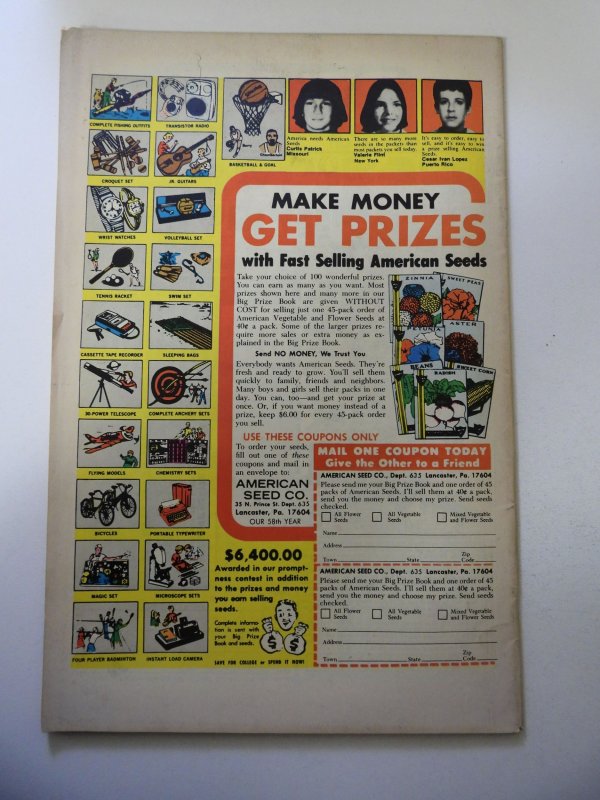 COMPLETE FISHING OUTFITS
TRANSISTOR RADIO
CROQUET SET
JR. GUITARS
WRIST WATCHES
VOLLEYBALL SET
TENNIS RACKET
SWIM SET
CASSETTE TAPE RECORDER
SLEEPING BAGS
30-POWER TELESCOPE
COMPLETE ARCHERY SETS
FLYING MODELS
CHEMISTRY SETS
BICYCLES
PORTABLE TYPEWRITER
MAGIC SET
MICROSCOPE SETS
FOUR PLAYER BADMINTON
INSTANT LOAD CAMERA
BASKETBALL & GOAL
America needs American
Seeds
Curtis Patrick
Missouri
There are so many more
seeds in the packets than
most packets you sell today.
Valerie Flint
New York
It's easy to order, easy to
sell, and it's easy to win
a prize selling American
Seeds.
Cesar Ivan Lopez
Puerto Rico
MAKE MONEY
GET PRIZES
with Fast Selling American Seeds
Take your choice of 100 wonderful prizes.
You can earn as many as you want. Most
prizes shown here and many more in our
Big Prize Book are given WITHOUT
COST for selling just one 45-pack order of
American Vegetable and Flower Seeds at
40¢ a pack. Some of the larger prizes re-
quire more sales or extra money as ex-
plained in the Big Prize Book.
Send NO MONEY, We Trust You
Everybody wants American Seeds. They're
fresh and ready to grow. You'll sell them
quickly to family, friends and neighbors.
Many boys and girls sell their packs in one
day. You can, too—and get your prize at
once. Or, if you want money instead of a
prize, keep $6.00 for every 45-pack order
you sell.
ZINNIA
SWEET PEAS
PETUNIA
ASTER
BEANS
RADISH
SWEET CORN
USE THESE COUPONS ONLY
To order your seeds,
fill out one of these
coupons and mail in
an envelope to:
AMERICAN
SEED CO.
35 N. Prince St. Dept. 635
Lancaster, Pa. 17604
OUR 58th YEAR
$6,400.00
Awarded in our prompt-
ness contest in addition
to the prizes and money
you earn selling
seeds.
Complete informa-
tion is sent with
your Big Prize
Book and seeds.
$ $
SAVE FOR COLLEGE or SPEND IT NOW!
MAIL ONE COUPON TODAY
Give the Other to a Friend
AMERICAN SEED CO., Dept. 635 Lancaster, Pa. 17604
Please send me your Big Prize Book and one order of 45
packs of American Seeds. I'll sell them at 40¢ a pack,
send you the money and choose my prize. Send seeds
checked.
All Flower Seeds
All Vegetable Seeds
Mixed Vegetable and Flower Seeds
Name
Address
Town State Zip Code
AMERICAN SEED CO., Dept. 635 Lancaster, Pa. 17604
Please send me your Big Prize Book and one order of 45
packs of American Seeds. I'll sell them at 40¢ a pack,
send you the money and choose my prize. Send seeds
checked.
All Flower Seeds
All Vegetable Seeds
Mixed Vegetable and Flower Seeds
Name
Address
Town State Zip Code